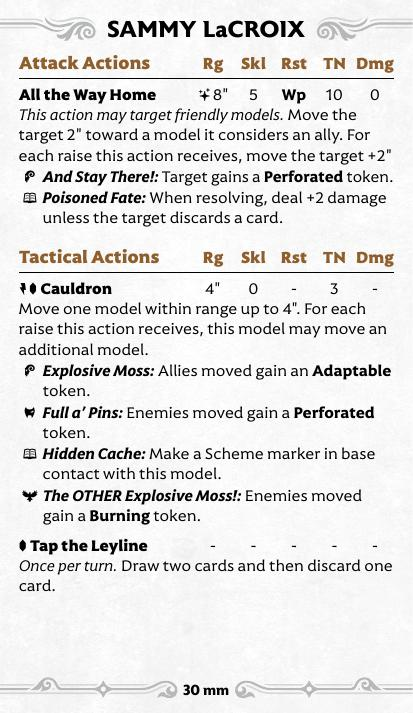 SAMMY LaCROIX
Attack Actions Rg Skl Rst TN Dmg
All the Way Home 8" 5 Wp 10 0
This action may target friendly models. Move the
target 2" toward a model it considers an ally. For
each raise this action receives, move the target +2"
And Stay There!: Target gains a Perforated token.
Poisoned Fate: When resolving, deal +2 damage
unless the target discards a card.
Tactical Actions Rg Skl Rst TN Dmg
Cauldron 4" 0 - 3 -
Move one model within range up to 4". For each
raise this action receives, this model may move an
additional model.
Explosive Moss: Allies moved gain an Adaptable
token.
Full a' Pins: Enemies moved gain a Perforated
token.
Hidden Cache: Make a Scheme marker in base
contact with this model.
The OTHER Explosive Moss!: Enemies moved
gain a Burning token.
Tap the Leyline - - - - -
Once per turn. Draw two cards and then discard one
card.
30 mm